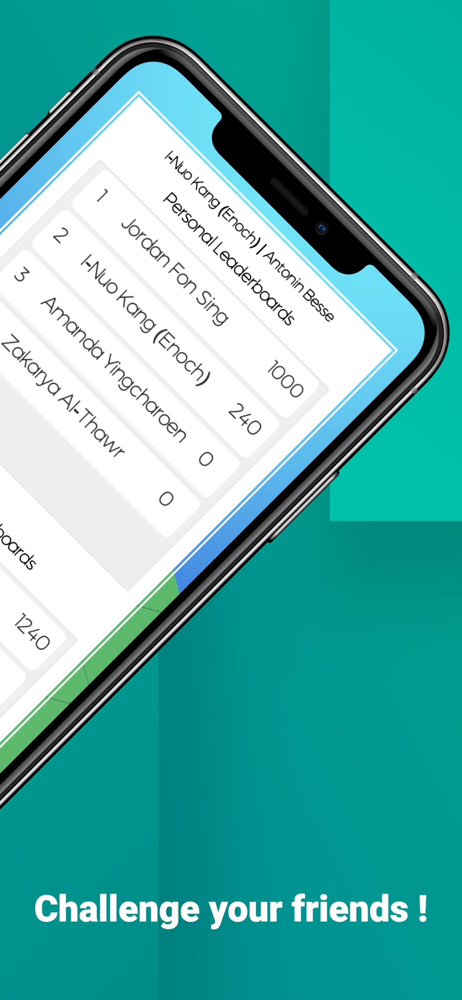 I-Nuo Kang (Enoch) | Antonin Besse
Personal Leaderboards
1 Jordan Fon Sing 1000
2 I-Nuo Kang (Enoch) 240
3 Amanda Yingcharoen 0
Zakarya Al-Thawr 0
boards
1240
Challenge your friends !